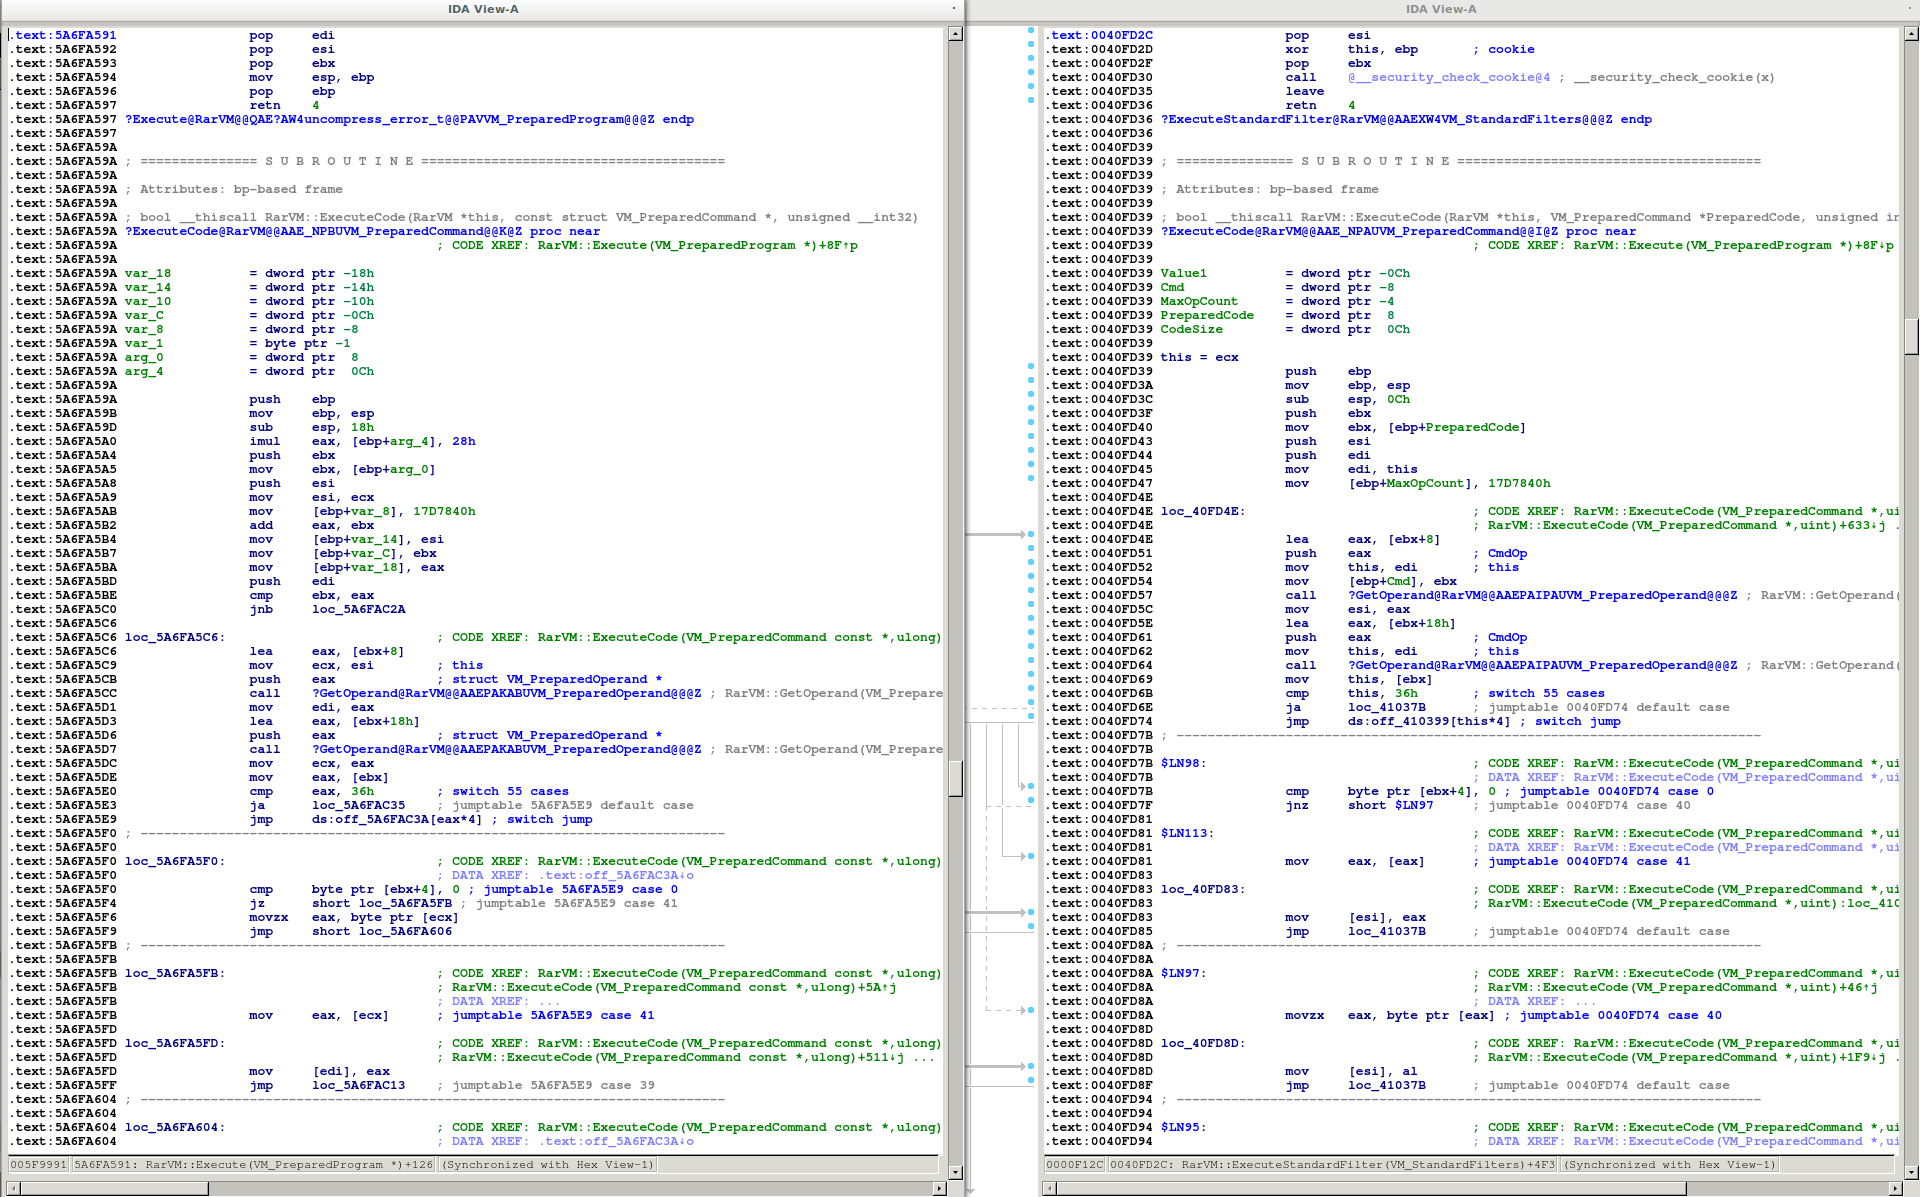 IDA View-A
.text:5A6FA591 pop edi
.text:5A6FA592 pop esi
.text:5A6FA593 pop ebx
.text:5A6FA594 mov esp, ebp
.text:5A6FA596 pop ebp
.text:5A6FA597 retn 4
.text:5A6FA597 ?Execute@RarVM@@QAE?AW4uncompress_error_t@@PAVVM_PreparedProgram@@@Z endp
.text:5A6FA597
.text:5A6FA59A
.text:5A6FA59A ; =============== S U B R O U T I N E =======================================
.text:5A6FA59A
.text:5A6FA59A ; Attributes: bp-based frame
.text:5A6FA59A
.text:5A6FA59A ; bool __thiscall RarVM::ExecuteCode(RarVM *this, const struct VM_PreparedCommand *, unsigned __int32)
.text:5A6FA59A ?ExecuteCode@RarVM@@AAE_NPBUVM_PreparedCommand@@K@Z proc near
.text:5A6FA59A ; CODE XREF: RarVM::Execute(VM_PreparedProgram *)+8F↑p
.text:5A6FA59A
.text:5A6FA59A var_18 = dword ptr -18h
.text:5A6FA59A var_14 = dword ptr -14h
.text:5A6FA59A var_10 = dword ptr -10h
.text:5A6FA59A var_C = dword ptr -0Ch
.text:5A6FA59A var_8 = dword ptr -8
.text:5A6FA59A var_1 = byte ptr -1
.text:5A6FA59A arg_0 = dword ptr 8
.text:5A6FA59A arg_4 = dword ptr 0Ch
.text:5A6FA59A
.text:5A6FA59A push ebp
.text:5A6FA59B mov ebp, esp
.text:5A6FA59D sub esp, 18h
.text:5A6FA5A0 imul eax, [ebp+arg_4], 28h
.text:5A6FA5A4 push ebx
.text:5A6FA5A5 mov ebx, [ebp+arg_0]
.text:5A6FA5A8 push esi
.text:5A6FA5A9 mov esi, ecx
.text:5A6FA5AB mov [ebp+var_8], 17D7840h
.text:5A6FA5B2 add eax, ebx
.text:5A6FA5B4 mov [ebp+var_14], esi
.text:5A6FA5B7 mov [ebp+var_C], ebx
.text:5A6FA5BA mov [ebp+var_18], eax
.text:5A6FA5BD push edi
.text:5A6FA5BE cmp ebx, eax
.text:5A6FA5C0 jnb loc_5A6FAC2A
.text:5A6FA5C6
.text:5A6FA5C6 loc_5A6FA5C6: ; CODE XREF: RarVM::ExecuteCode(VM_PreparedCommand const *,ulong)
.text:5A6FA5C6 lea eax, [ebx+8]
.text:5A6FA5C9 mov ecx, esi ; this
.text:5A6FA5CB push eax ; struct VM_PreparedOperand *
.text:5A6FA5CC call ?GetOperand@RarVM@@AAEPAKABUVM_PreparedOperand@@@Z ; RarVM::GetOperand(VM_Prepare
.text:5A6FA5D1 mov edi, eax
.text:5A6FA5D3 lea eax, [ebx+18h]
.text:5A6FA5D6 push eax ; struct VM_PreparedOperand *
.text:5A6FA5D7 call ?GetOperand@RarVM@@AAEPAKABUVM_PreparedOperand@@@Z ; RarVM::GetOperand(VM_Prepare
.text:5A6FA5DC mov ecx, eax
.text:5A6FA5DE mov eax, [ebx]
.text:5A6FA5E0 cmp eax, 36h ; switch 55 cases
.text:5A6FA5E3 ja loc_5A6FAC35 ; jumptable 5A6FA5E9 default case
.text:5A6FA5E9 jmp ds:off_5A6FAC3A[eax*4] ; switch jump
.text:5A6FA5F0 ; ---------------------------------------------------------------------------
.text:5A6FA5F0
.text:5A6FA5F0 loc_5A6FA5F0: ; CODE XREF: RarVM::ExecuteCode(VM_PreparedCommand const *,ulong)
.text:5A6FA5F0 ; DATA XREF: .text:off_5A6FAC3A↓o
.text:5A6FA5F0 cmp byte ptr [ebx+4], 0 ; jumptable 5A6FA5E9 case 0
.text:5A6FA5F4 jz short loc_5A6FA5FB ; jumptable 5A6FA5E9 case 41
.text:5A6FA5F6 movzx eax, byte ptr [ecx]
.text:5A6FA5F9 jmp short loc_5A6FA606
.text:5A6FA5FB ; ---------------------------------------------------------------------------
.text:5A6FA5FB
.text:5A6FA5FB loc_5A6FA5FB: ; CODE XREF: RarVM::ExecuteCode(VM_PreparedCommand const *,ulong)
.text:5A6FA5FB ; RarVM::ExecuteCode(VM_PreparedCommand const *,ulong)+5A↑j
.text:5A6FA5FB ; DATA XREF: ...
.text:5A6FA5FB mov eax, [ecx] ; jumptable 5A6FA5E9 case 41
.text:5A6FA5FD
.text:5A6FA5FD loc_5A6FA5FD: ; CODE XREF: RarVM::ExecuteCode(VM_PreparedCommand const *,ulong)
.text:5A6FA5FD ; RarVM::ExecuteCode(VM_PreparedCommand const *,ulong)+511↓j ...
.text:5A6FA5FD mov [edi], eax
.text:5A6FA5FF jmp loc_5A6FAC13 ; jumptable 5A6FA5E9 case 39
.text:5A6FA604 ; ---------------------------------------------------------------------------
.text:5A6FA604
.text:5A6FA604 loc_5A6FA604: ; CODE XREF: RarVM::ExecuteCode(VM_PreparedCommand const *,ulong)
.text:5A6FA604 ; DATA XREF: .text:off_5A6FAC3A↓o
005F9991 5A6FA591: RarVM::Execute(VM_PreparedProgram *)+126 (Synchronized with Hex View-1)
IDA View-A
.text:0040FD2C pop esi
.text:0040FD2D xor this, ebp ; cookie
.text:0040FD2F pop ebx
.text:0040FD30 call @__security_check_cookie@4 ; __security_check_cookie(x)
.text:0040FD35 leave
.text:0040FD36 retn 4
.text:0040FD36 ?ExecuteStandardFilter@RarVM@@AAEXW4VM_StandardFilters@@@Z endp
.text:0040FD36
.text:0040FD39
.text:0040FD39 ; =============== S U B R O U T I N E =======================================
.text:0040FD39
.text:0040FD39 ; Attributes: bp-based frame
.text:0040FD39
.text:0040FD39 ; bool __thiscall RarVM::ExecuteCode(RarVM *this, VM_PreparedCommand *PreparedCode, unsigned in
.text:0040FD39 ?ExecuteCode@RarVM@@AAE_NPAUVM_PreparedCommand@@I@Z proc near
.text:0040FD39 ; CODE XREF: RarVM::Execute(VM_PreparedProgram *)+8F↓p
.text:0040FD39
.text:0040FD39 Value1 = dword ptr -0Ch
.text:0040FD39 Cmd = dword ptr -8
.text:0040FD39 MaxOpCount = dword ptr -4
.text:0040FD39 PreparedCode = dword ptr 8
.text:0040FD39 CodeSize = dword ptr 0Ch
.text:0040FD39
.text:0040FD39 this = ecx
.text:0040FD39 push ebp
.text:0040FD3A mov ebp, esp
.text:0040FD3C sub esp, 0Ch
.text:0040FD3F push ebx
.text:0040FD40 mov ebx, [ebp+PreparedCode]
.text:0040FD43 push esi
.text:0040FD44 push edi
.text:0040FD45 mov edi, this
.text:0040FD47 mov [ebp+MaxOpCount], 17D7840h
.text:0040FD4E
.text:0040FD4E loc_40FD4E: ; CODE XREF: RarVM::ExecuteCode(VM_PreparedCommand *,ui
.text:0040FD4E ; RarVM::ExecuteCode(VM_PreparedCommand *,uint)+633↓j .
.text:0040FD4E lea eax, [ebx+8]
.text:0040FD51 push eax ; CmdOp
.text:0040FD52 mov this, edi ; this
.text:0040FD54 mov [ebp+Cmd], ebx
.text:0040FD57 call ?GetOperand@RarVM@@AAEPAIPAUVM_PreparedOperand@@@Z ; RarVM::GetOperand(
.text:0040FD5C mov esi, eax
.text:0040FD5E lea eax, [ebx+18h]
.text:0040FD61 push eax ; CmdOp
.text:0040FD62 mov this, edi ; this
.text:0040FD64 call ?GetOperand@RarVM@@AAEPAIPAUVM_PreparedOperand@@@Z ; RarVM::GetOperand(
.text:0040FD69 mov this, [ebx]
.text:0040FD6B cmp this, 36h ; switch 55 cases
.text:0040FD6E ja loc_41037B ; jumptable 0040FD74 default case
.text:0040FD74 jmp ds:off_410399[this*4] ; switch jump
.text:0040FD7B ; ---------------------------------------------------------------------------
.text:0040FD7B
.text:0040FD7B $LN98: ; CODE XREF: RarVM::ExecuteCode(VM_PreparedCommand *,ui
.text:0040FD7B ; DATA XREF: RarVM::ExecuteCode(VM_PreparedCommand *,ui
.text:0040FD7B cmp byte ptr [ebx+4], 0 ; jumptable 0040FD74 case 0
.text:0040FD7F jnz short $LN97 ; jumptable 0040FD74 case 40
.text:0040FD81
.text:0040FD81 $LN113: ; CODE XREF: RarVM::ExecuteCode(VM_PreparedCommand *,ui
.text:0040FD81 ; DATA XREF: RarVM::ExecuteCode(VM_PreparedCommand *,ui
.text:0040FD81 mov eax, [eax] ; jumptable 0040FD74 case 41
.text:0040FD83
.text:0040FD83 loc_40FD83: ; CODE XREF: RarVM::ExecuteCode(VM_PreparedCommand *,ui
.text:0040FD83 ; RarVM::ExecuteCode(VM_PreparedCommand *,uint):loc_410
.text:0040FD83 mov [esi], eax
.text:0040FD85 jmp loc_41037B ; jumptable 0040FD74 default case
.text:0040FD8A ; ---------------------------------------------------------------------------
.text:0040FD8A
.text:0040FD8A $LN97: ; CODE XREF: RarVM::ExecuteCode(VM_PreparedCommand *,ui
.text:0040FD8A ; RarVM::ExecuteCode(VM_PreparedCommand *,uint)+46↑j
.text:0040FD8A ; DATA XREF: ...
.text:0040FD8A movzx eax, byte ptr [eax] ; jumptable 0040FD74 case 40
.text:0040FD8D
.text:0040FD8D loc_40FD8D: ; CODE XREF: RarVM::ExecuteCode(VM_PreparedCommand *,ui
.text:0040FD8D ; RarVM::ExecuteCode(VM_PreparedCommand *,uint)+1F9↓j .
.text:0040FD8D mov [esi], al
.text:0040FD8F jmp loc_41037B ; jumptable 0040FD74 default case
.text:0040FD94 ; ---------------------------------------------------------------------------
.text:0040FD94
.text:0040FD94 $LN95: ; CODE XREF: RarVM::ExecuteCode(VM_PreparedCommand *,ui
.text:0040FD94 ; DATA XREF: RarVM::ExecuteCode(VM_PreparedCommand *,ui
0000F12C 0040FD2C: RarVM::ExecuteStandardFilter(VM_StandardFilters)+4F3 (Synchronized with Hex View-1)